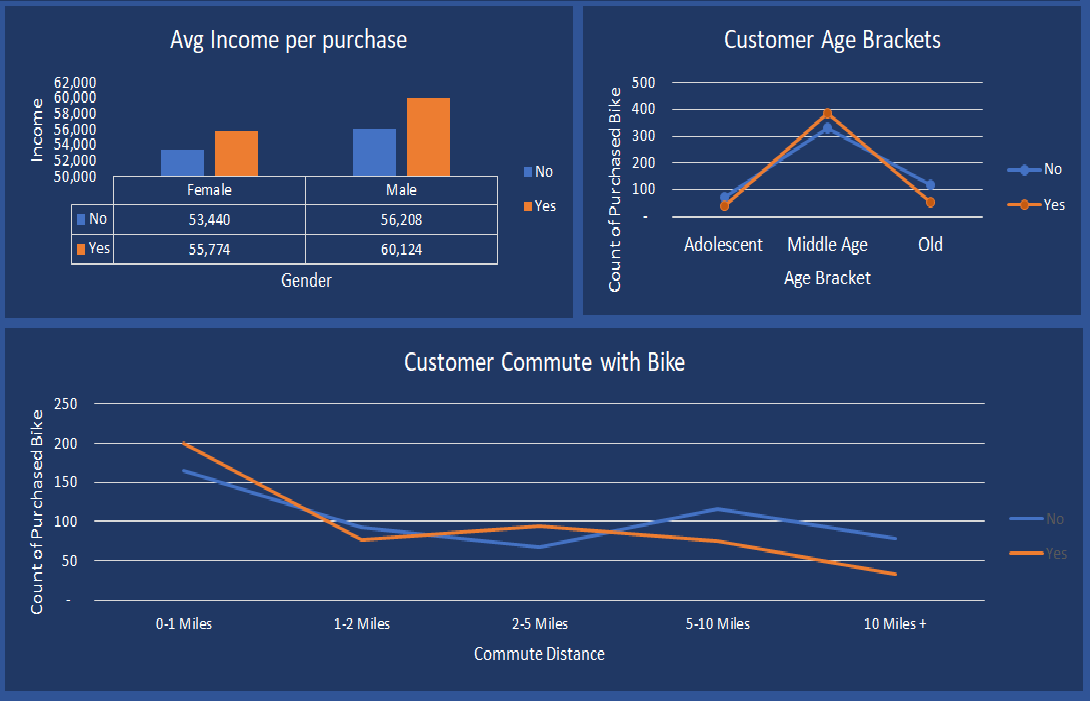 Avg Income per purchase
62,000
60,000
58,000
56,000
54,000
52,000
50,000
Income
Female Male
No 53,440 56,208
Yes 55,774 60,124
Gender
No
Yes
Customer Age Brackets
500
400
300
200
100
-
Count of Purchased Bike
Adolescent Middle Age Old
Age Bracket
No
Yes
Customer Commute with Bike
250
200
150
100
50
-
Count of Purchased Bike
0-1 Miles 1-2 Miles 2-5 Miles 5-10 Miles 10 Miles +
Commute Distance
No
Yes